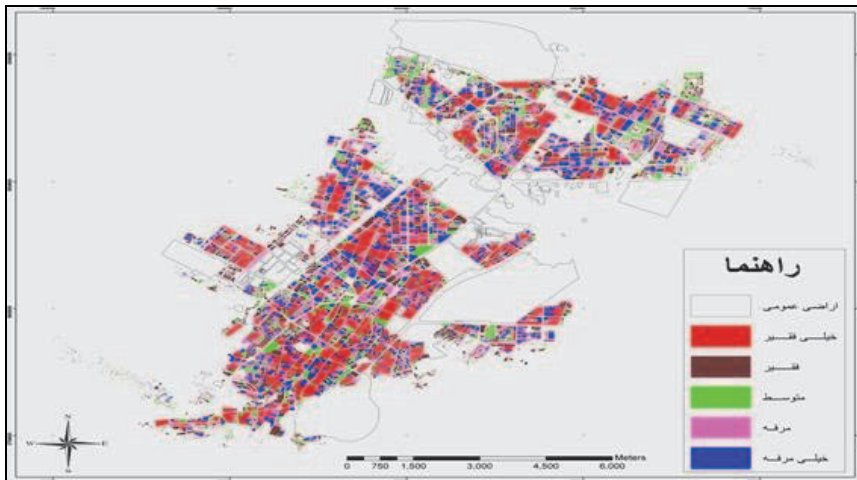 راهنما
اراضی عمومی
خیلی فقیر
فقیر
متوسط
مرفه
خیلی مرفه
N
W E
S
Meters
0 750 1,500 3,000 4,500 6,000